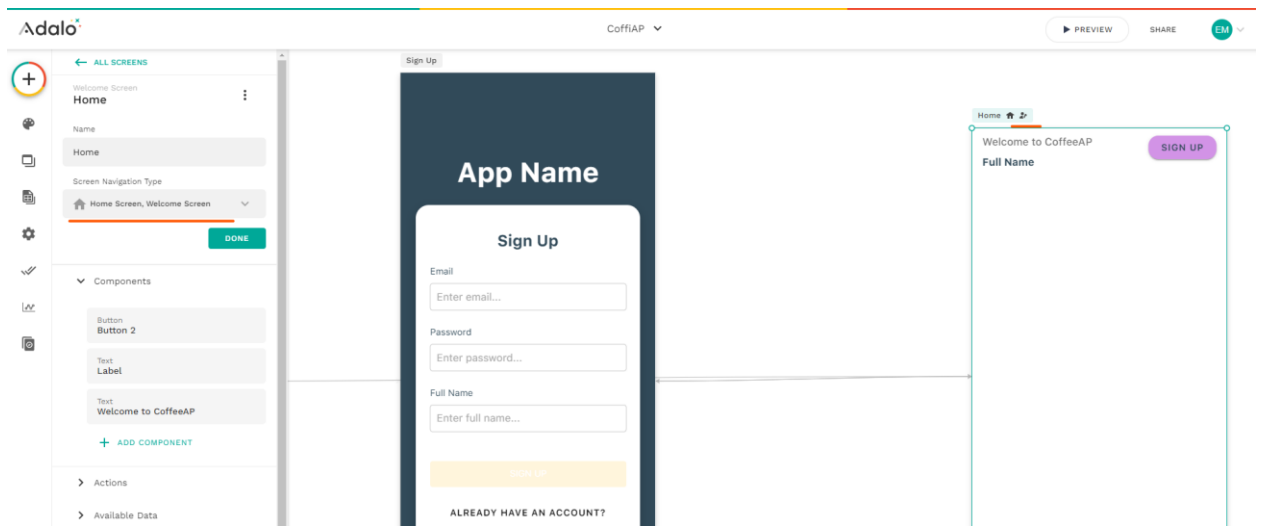 Adalo
CoffiAP
PREVIEW
SHARE
EM
ALL SCREENS
Welcome Screen
Home
Name
Home
Screen Navigation Type
Home Screen, Welcome Screen
DONE
Components
Button
Button 2
Text
Label
Text
Welcome to CoffeeAP
ADD COMPONENT
Actions
Available Data
Sign Up
App Name
Sign Up
Email
Enter email...
Password
Enter password...
Full Name
Enter full name...
SIGN UP
ALREADY HAVE AN ACCOUNT?
Home
Welcome to CoffeeAP
SIGN UP
Full Name